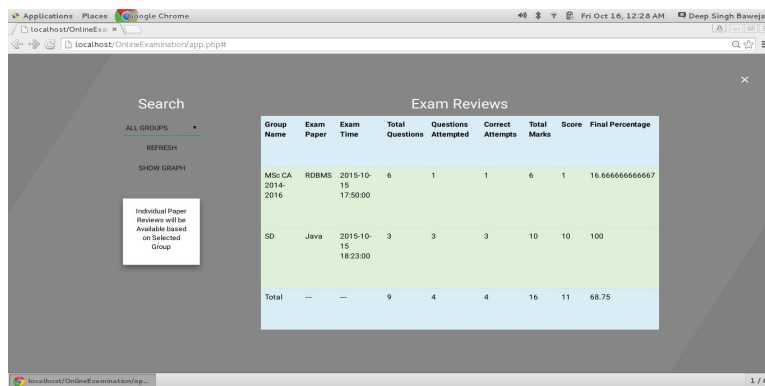 Applications Places Google Chrome Fri Oct 16, 12:28 AM Deep Singh Baweja
localhost/OnlineExa
localhost/OnlineExamination/app.php#
Search
Exam Reviews
ALL GROUPS
REFRESH
SHOW GRAPH
Individual Paper
Reviews will be
Available based
on Selected
Group
Group Exam Exam Total Questions Correct Total Score Final Percentage
Name Paper Time Questions Attempted Attempts Marks
MSc CA RDBMS 2015-10- 6 1 1 6 1 16.666666666667
2014- 15
2016 17:50:00
SD Java 2015-10- 3 3 3 10 10 100
15
18:23:00
Total --- --- 9 4 4 16 11 68.75
localhost/OnlineExamination/ap... 1 /